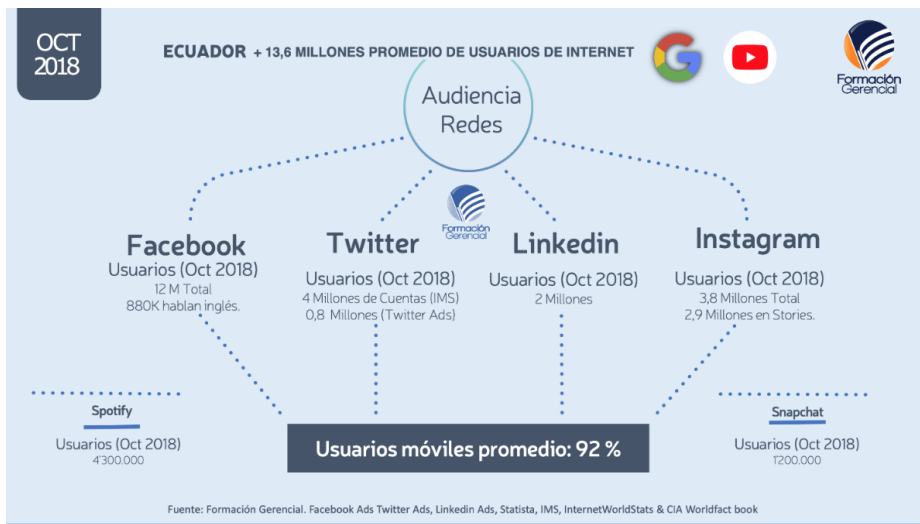 OCT
2018
ECUADOR + 13,6 MILLONES PROMEDIO DE USUARIOS DE INTERNET
Formación
Gerencial
Audiencia
Redes
Formación
Gerencial
Facebook
Usuarios (Oct 2018)
12 M Total
880K hablan inglés.
Twitter
Usuarios (Oct 2018)
4 Millones de Cuentas (IMS)
0,8 Millones (Twitter Ads)
Linkedin
Usuarios (Oct 2018)
2 Millones
Instagram
Usuarios (Oct 2018)
3,8 Millones Total
2,9 Millones en Stories.
Spotify
Usuarios (Oct 2018)
4'300.000
Usuarios móviles promedio: 92 %
Snapchat
Usuarios (Oct 2018)
1'200.000
Fuente: Formación Gerencial. Facebook Ads Twitter Ads, Linkedin Ads, Statista, IMS, InternetWorldStats & CIA Worldfact book